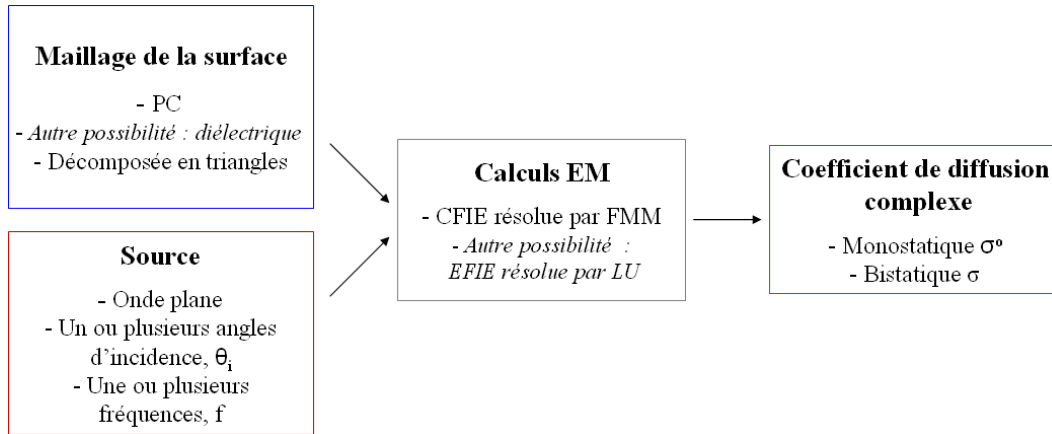 Maillage de la surface
- PC
- Autre possibilité : diélectrique
- Décomposée en triangles
Source
- Onde plane
- Un ou plusieurs angles
d’incidence, θi
- Une ou plusieurs
fréquences, f
Calculs EM
- CFIE résolue par FMM
- Autre possibilité :
EFIE résolue par LU
Coefficient de diffusion
complexe
- Monostatique σº
- Bistatique σ